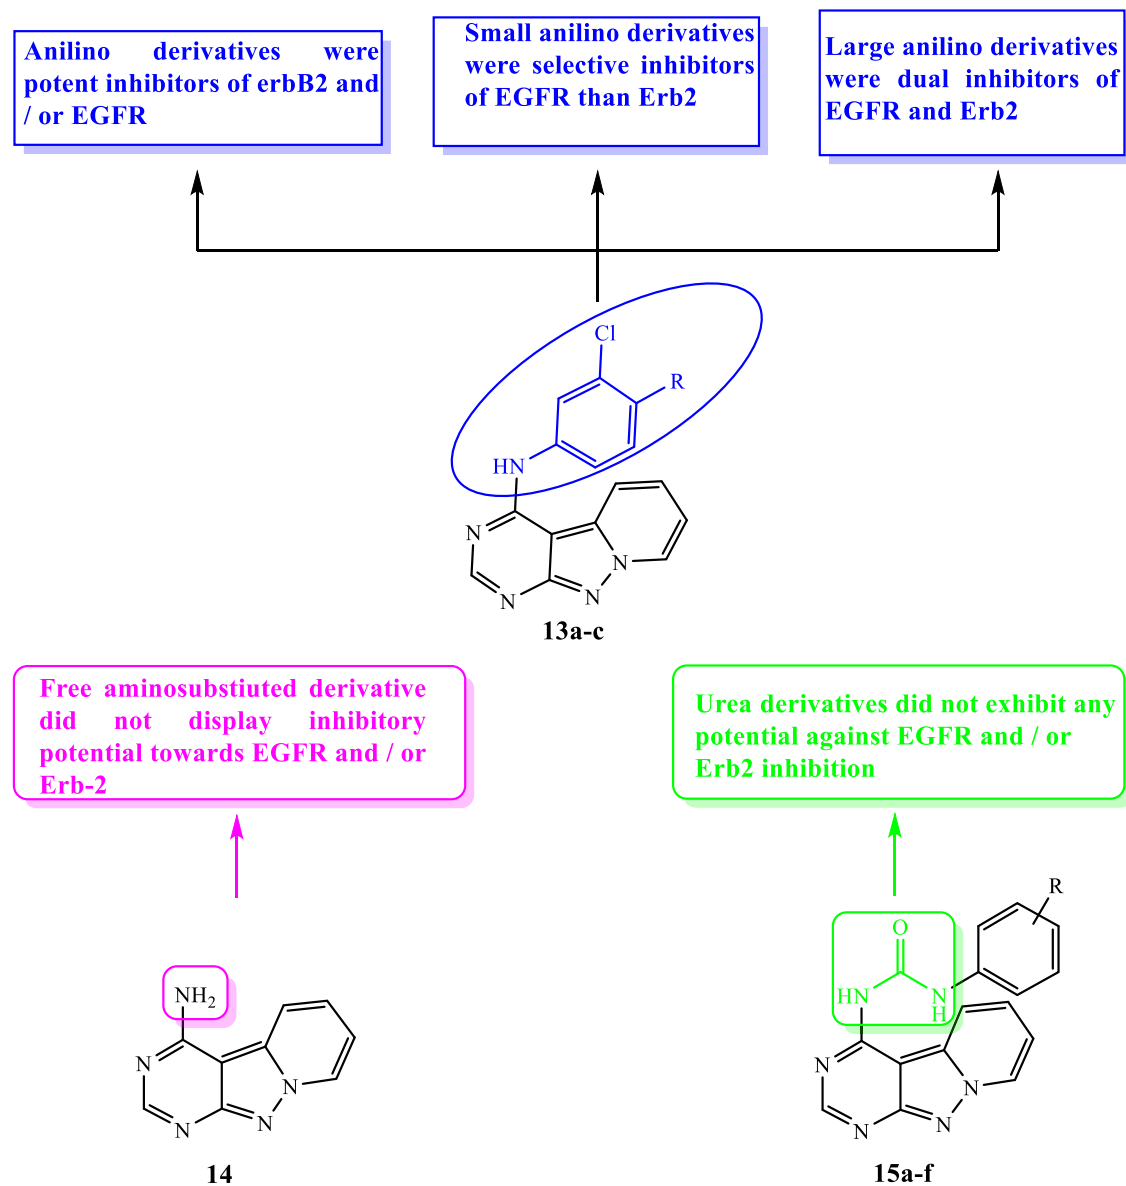 Anilino derivatives were
potent inhibitors of erbB2 and
/ or EGFR
Small anilino derivatives
were selective inhibitors
of EGFR than Erb2
Large anilino derivatives
were dual inhibitors of
EGFR and Erb2
Cl
R
HN
N
N
N
N
13a-c
Free aminosubstiuted derivative
did not display inhibitory
potential towards EGFR and / or
Erb-2
Urea derivatives did not exhibit any
potential against EGFR and / or
Erb2 inhibition
NH2
N
N
N
N
14
R
O
HN
N
H
N
N
N
N
15a-f